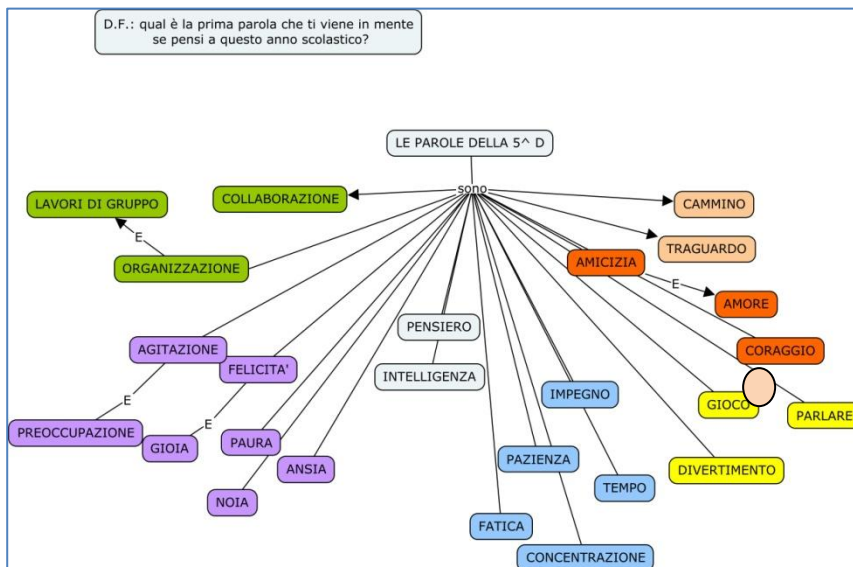 D.F.: qual è la prima parola che ti viene in mente
se pensi a questo anno scolastico?
LE PAROLE DELLA 5^ D
sono
LAVORI DI GRUPPO
E
ORGANIZZAZIONE
COLLABORAZIONE
CAMMINO
TRAGUARDO
AMICIZIA
E
AMORE
CORAGGIO
PENSIERO
INTELLIGENZA
AGITAZIONE
E
PREOCCUPAZIONE
FELICITA'
E
GIOIA
PAURA
NOIA
ANSIA
IMPEGNO
PAZIENZA
TEMPO
FATICA
CONCENTRAZIONE
GIOCO
PARLARE
DIVERTIMENTO